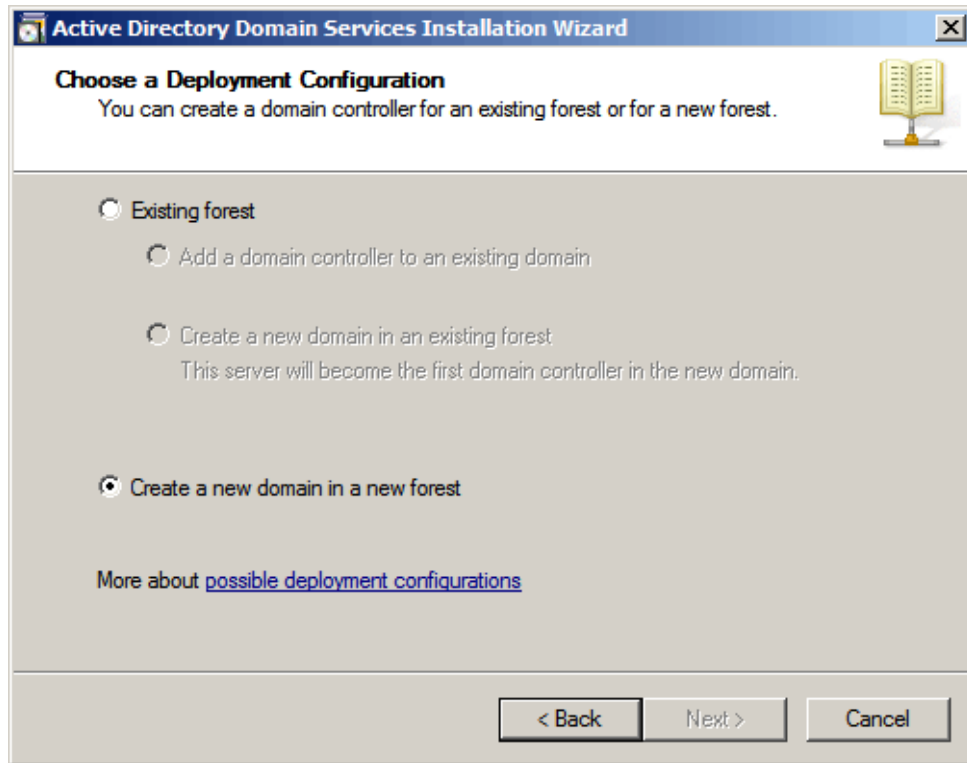 Active Directory Domain Services Installation Wizard
Choose a Deployment Configuration
You can create a domain controller for an existing forest or for a new forest.
Existing forest
Add a domain controller to an existing domain
Create a new domain in an existing forest
This server will become the first domain controller in the new domain.
Create a new domain in a new forest
More about possible deployment configurations
< Back Next > Cancel